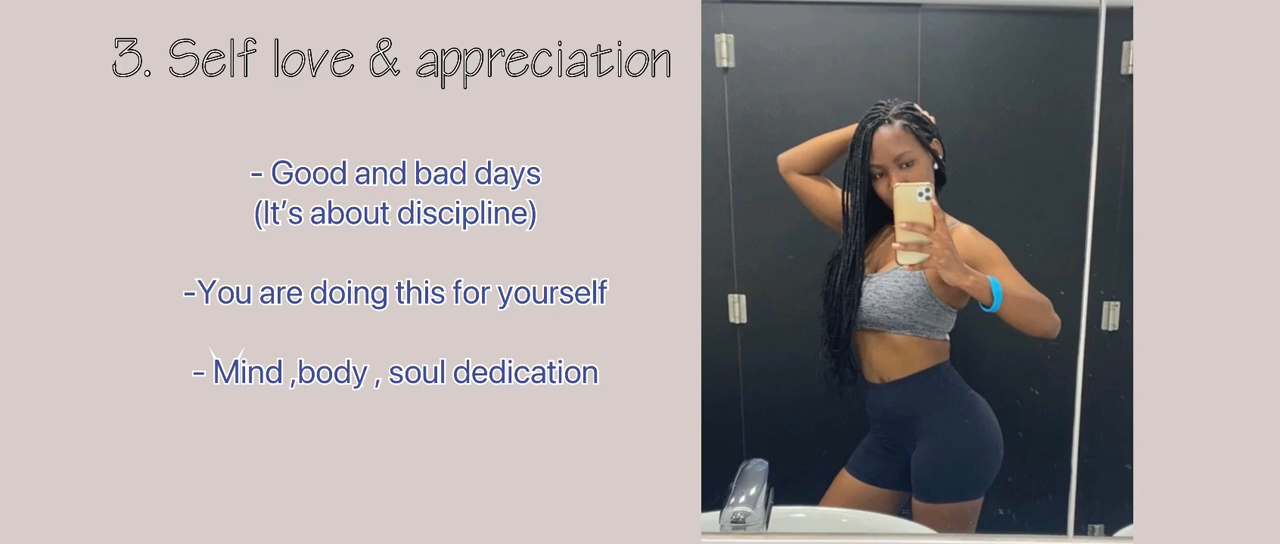 3. Self love & appreciation
- Good and bad days
(It’s about discipline)
-You are doing this for yourself
- Mind ,body , soul dedication